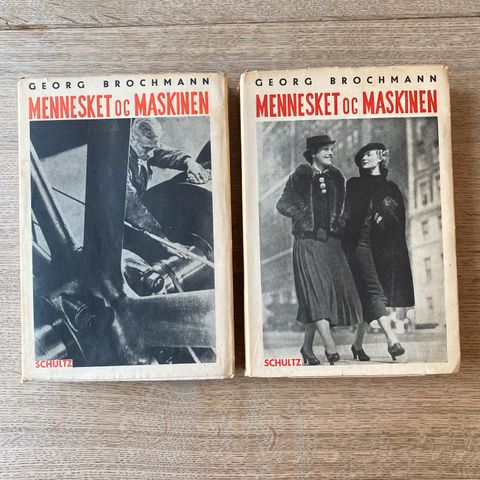 GEORG BROCHMANN
MENNESKET OG MASKINEN
SCHULTZ
GEORG BROCHMANN
MENNESKET OG MASKINEN
SCHULTZ